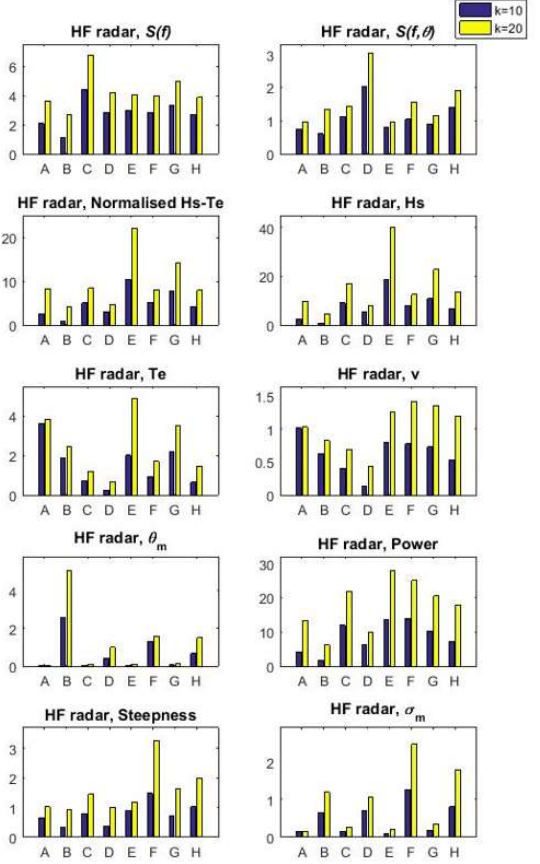 k=10
k=20
HF radar, S(f)
6
4
2
0
A B C D E F G H
HF radar, S(f,θ)
3
2
1
0
A B C D E F G H
HF radar, Normalised Hs-Te
20
10
0
A B C D E F G H
HF radar, Hs
40
20
0
A B C D E F G H
HF radar, Te
4
2
0
A B C D E F G H
HF radar, v
1.5
1
0.5
0
A B C D E F G H
HF radar, θm
4
2
0
A B C D E F G H
HF radar, Power
30
20
10
0
A B C D E F G H
HF radar, Steepness
3
2
1
0
A B C D E F G H
HF radar, σm
2
1
0
A B C D E F G H